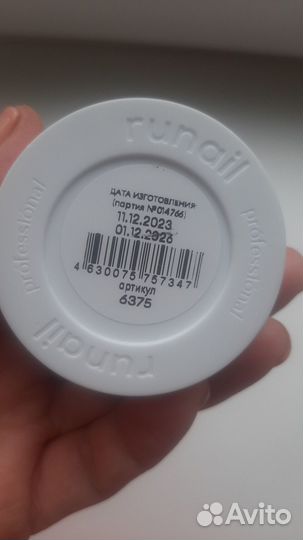 runail
professional
ДАТА ИЗГОТОВЛЕНИЯ
(партия №014766)
11.12.2023
01.12.2026
4 630075 757347
артикул
6375
professional
runail
Avito